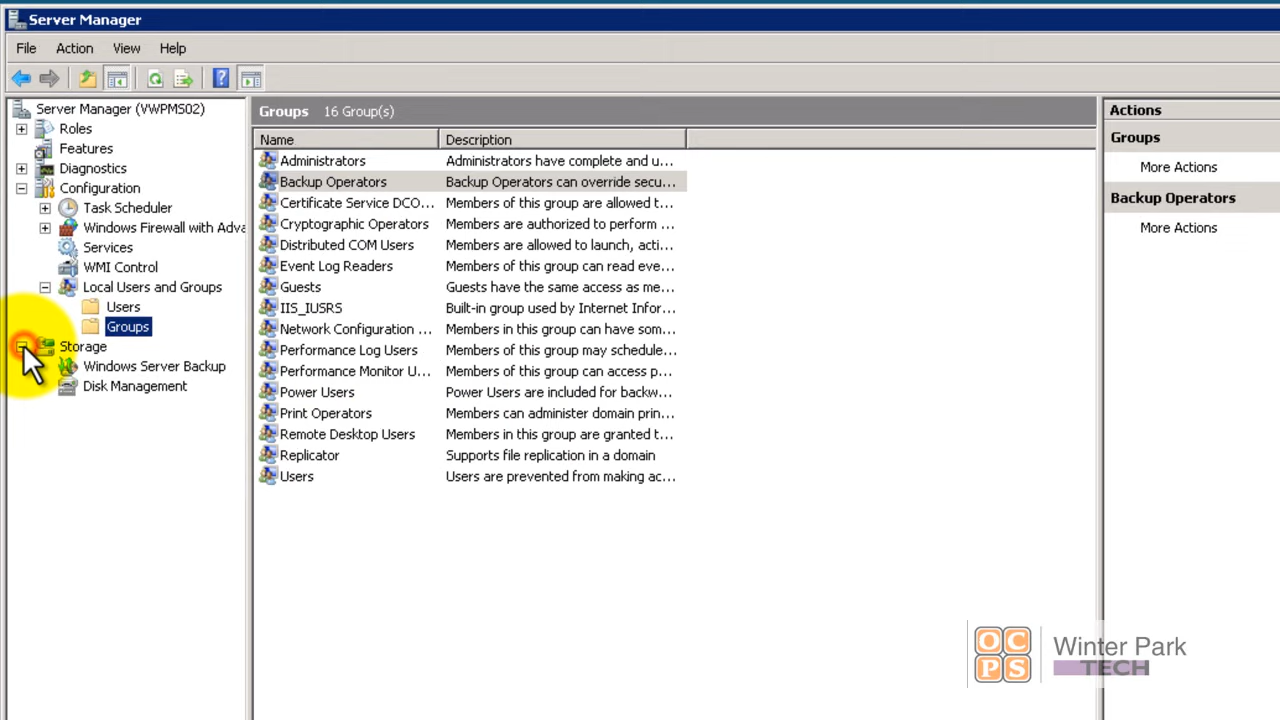 Server Manager
File Action View Help
Server Manager (VWPMS02)
Roles
Features
Diagnostics
Configuration
Task Scheduler
Windows Firewall with Adva
Services
WMI Control
Local Users and Groups
Users
Groups
Storage
Windows Server Backup
Disk Management
Groups 16 Group(s)
Name Description
Administrators Administrators have complete and u...
Backup Operators Backup Operators can override secu...
Certificate Service DCO... Members of this group are allowed t...
Cryptographic Operators Members are authorized to perform ...
Distributed COM Users Members are allowed to launch, acti...
Event Log Readers Members of this group can read eve...
Guests Guests have the same access as me...
IIS_IUSRS Built-in group used by Internet Infor...
Network Configuration ... Members in this group can have som...
Performance Log Users Members of this group may schedule...
Performance Monitor U... Members of this group can access p...
Power Users Power Users are included for backw...
Print Operators Members can administer domain prin...
Remote Desktop Users Members in this group are granted t...
Replicator Supports file replication in a domain
Users Users are prevented from making ac...
Actions
Groups
More Actions
Backup Operators
More Actions
OCPS
Winter Park
TECH